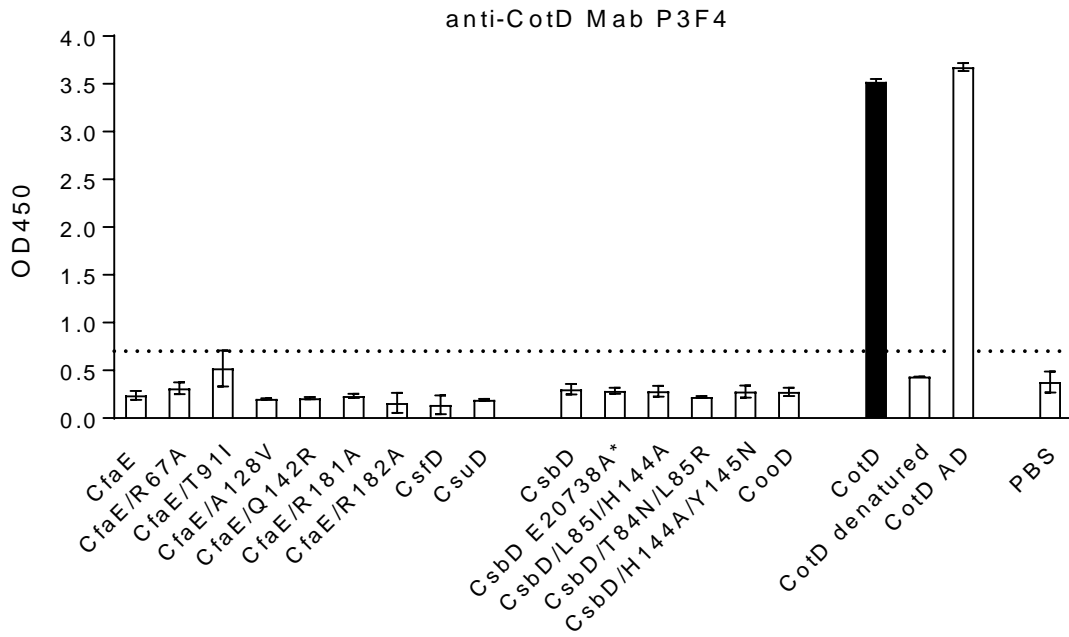 anti-CotD Mab P3F4
OD450
4.0
3.5
3.0
2.5
2.0
1.5
1.0
0.5
0.0
CfaE
CfaE/R67A
CfaE/T91I
CfaE/A128V
CfaE/Q142R
CfaE/R181A
CfaE/R182A
CsfD
CsuD
CsbD
CsbD E20738A*
CsbD/L85I/H144A
CsbD/T84N/L85R
CsbD/H144A/Y145N
CooD
CotD
CotD denatured
CotD AD
PBS